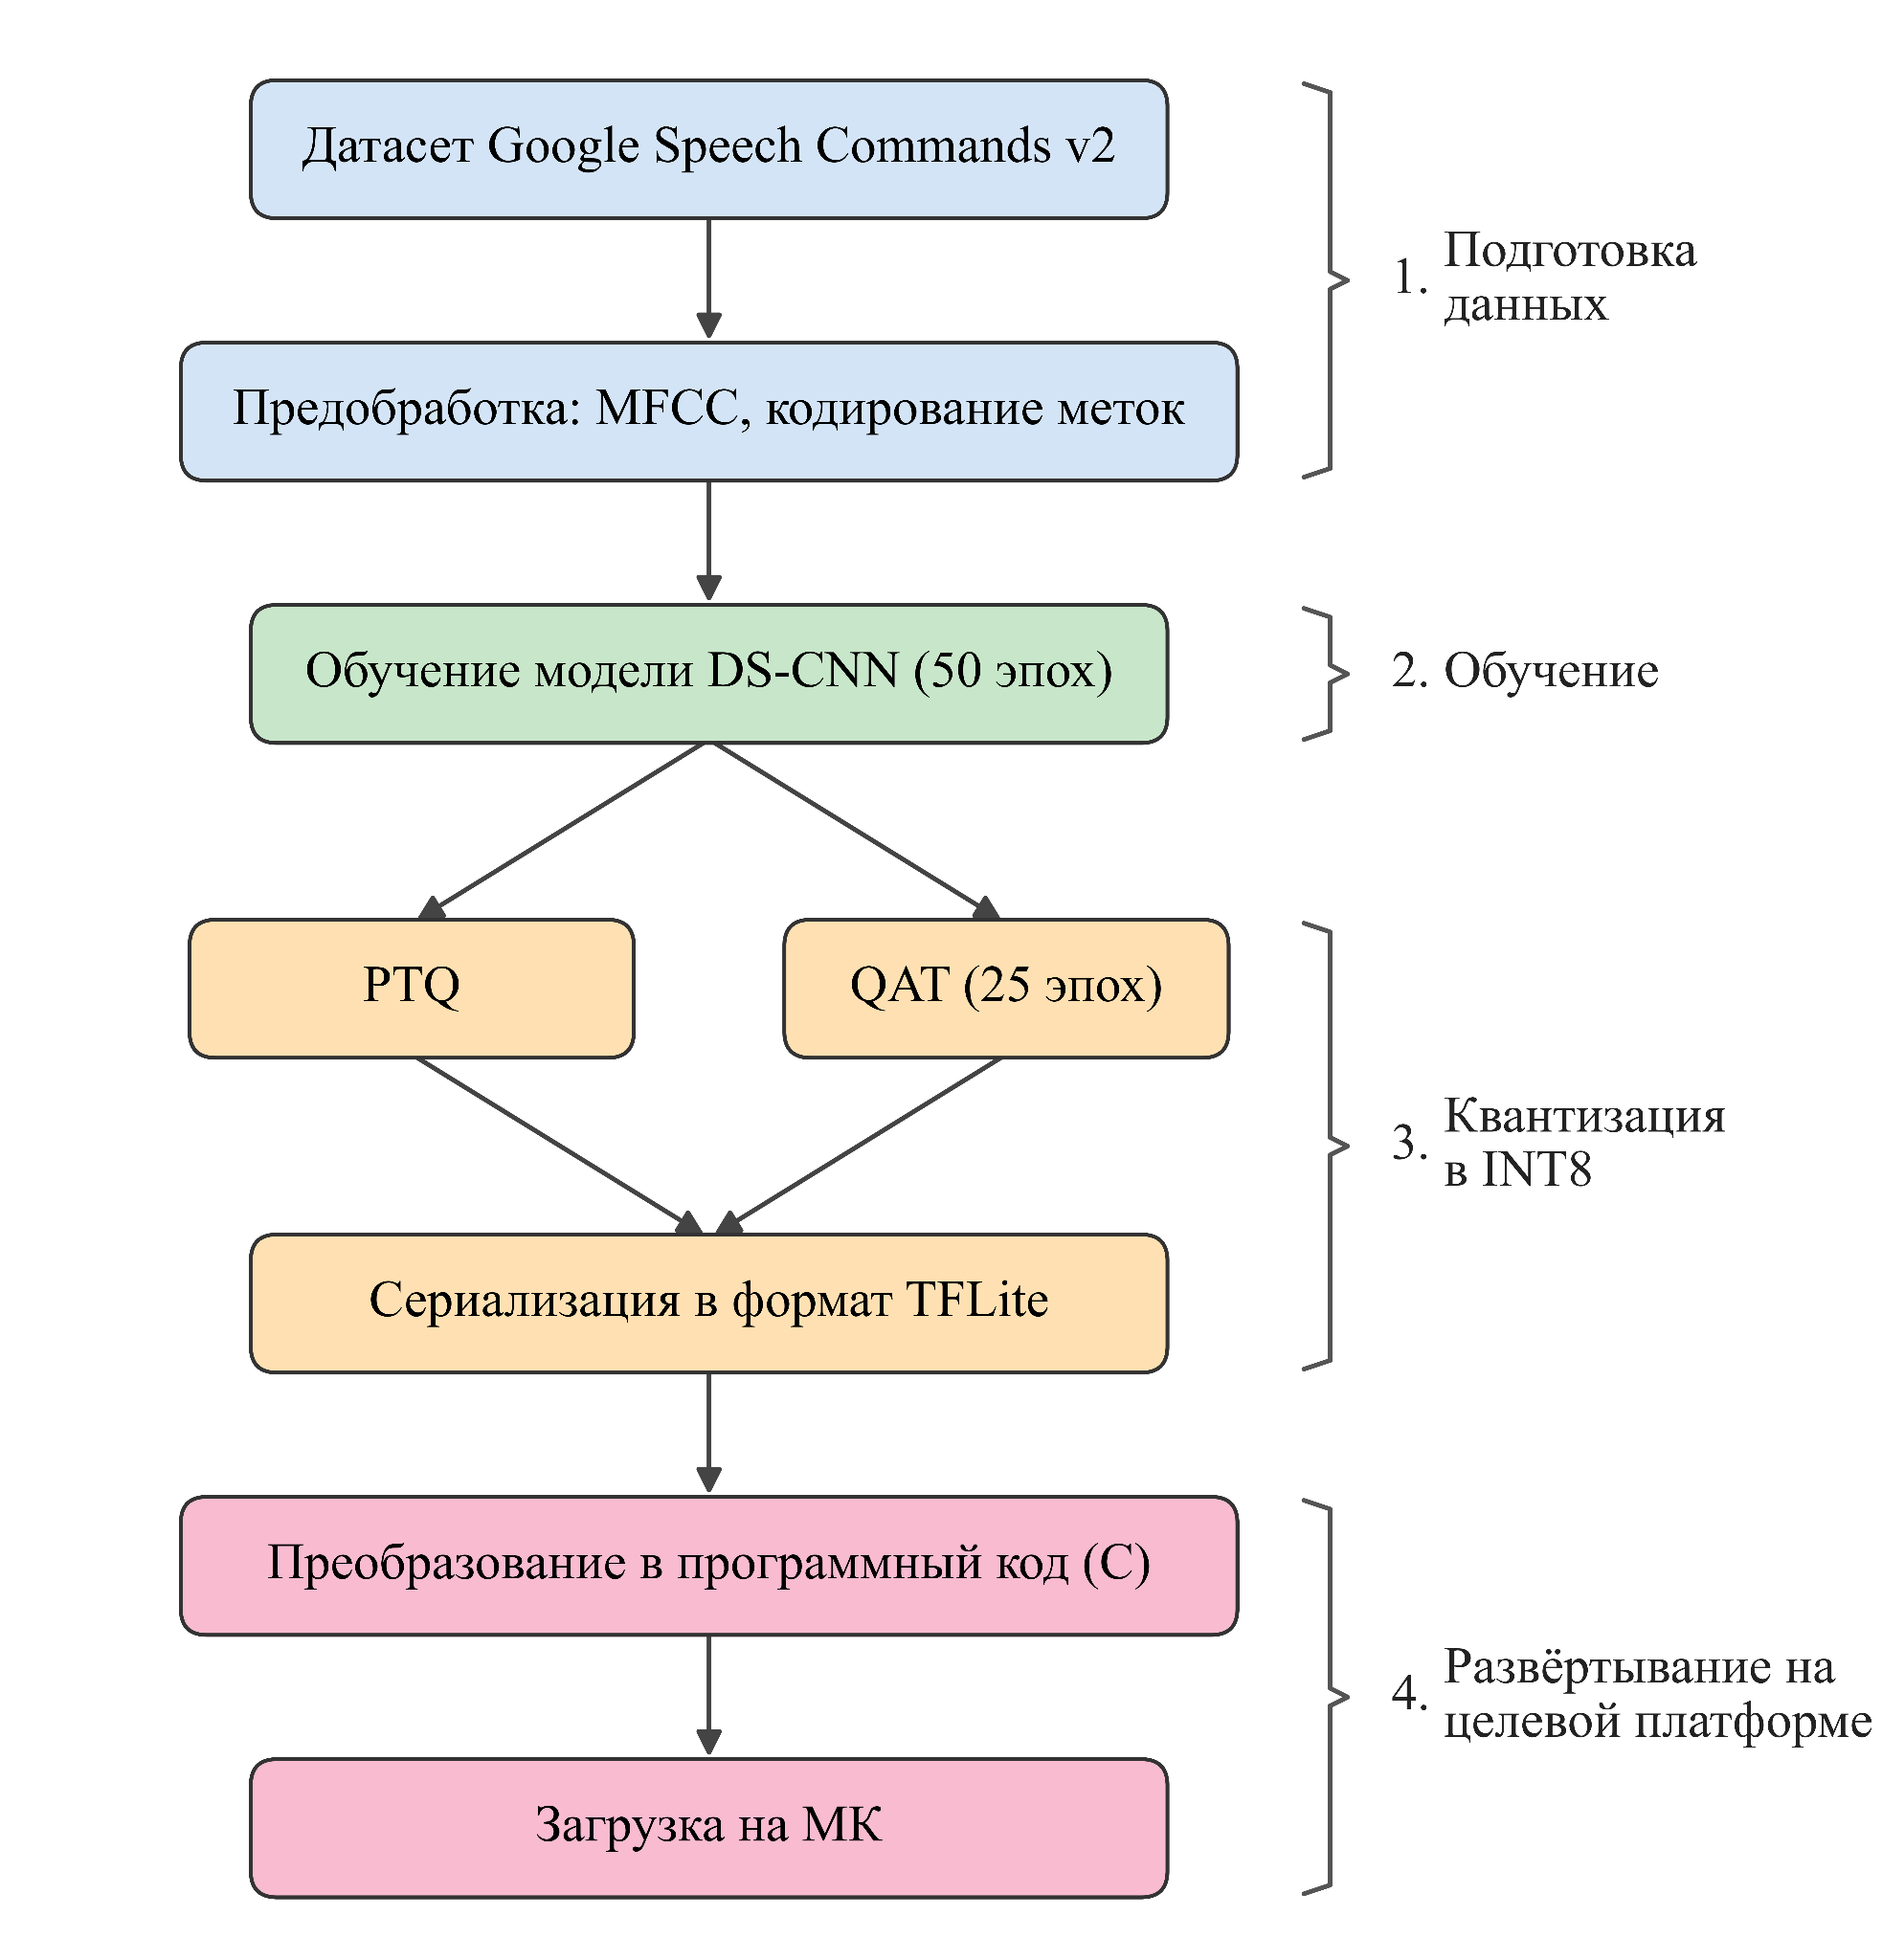 Датасет Google Speech Commands v2
1. Подготовка
данных
Предобработка: MFCC, кодирование меток
Обучение модели DS-CNN (50 эпох)
2. Обучение
PTQ
QAT (25 эпох)
3. Квантизация
в INT8
Сериализация в формат TFLite
Преобразование в программный код (C)
4. Развёртывание на
целевой платформе
Загрузка на МК